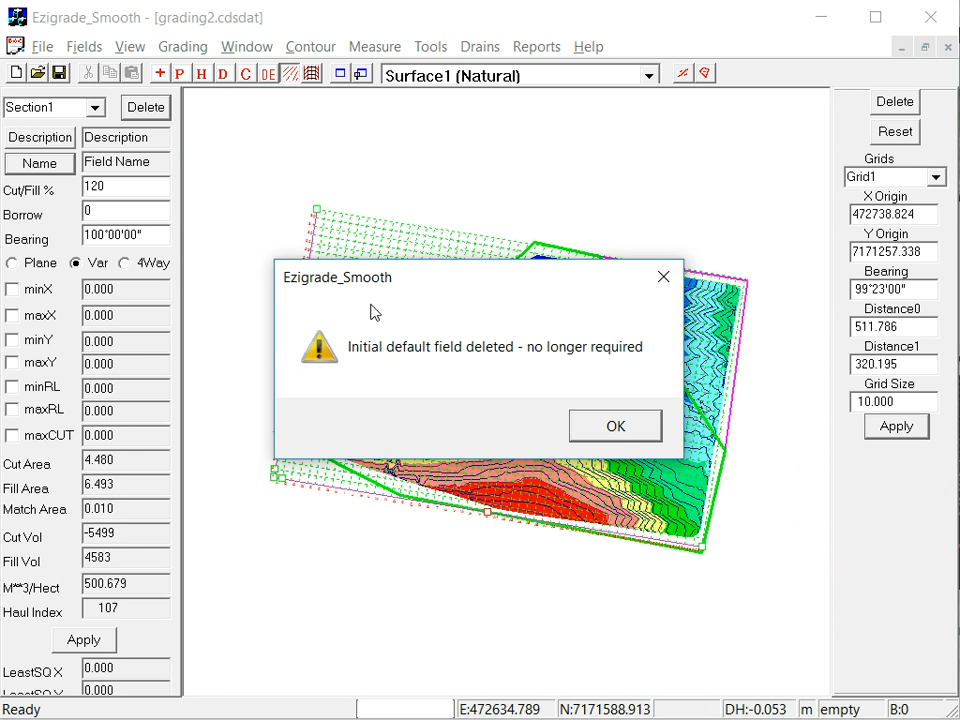 Ezigrade_Smooth - [grading2.cdsdat]
File Fields View Grading Window Contour Measure Tools Drains Reports Help
+ P H D C DE Surface1 (Natural)
Section1 Delete
Description Description
Name Field Name
Cut/Fill % 120
Borrow 0
Bearing 100°00'00"
Plane Var 4Way
minX 0.000
maxX 0.000
minY 0.000
maxY 0.000
minRL 0.000
maxRL 0.000
maxCUT 0.000
Cut Area 4.480
Fill Area 6.493
Match Area 0.010
Cut Vol -5499
Fill Vol 4583
M**3/Hect 500.679
Haul Index 107
Apply
LeastSQX 0.000
LeastSQY 0.000
Ezigrade_Smooth
Initial default field deleted - no longer required
OK
Delete
Reset
Grids
Grid1
X Origin
472738.824
Y Origin
7171257.338
Bearing
99°23'00"
Distance0
511.786
Distance1
320.195
Grid Size
10.000
Apply
Ready E:472634.789 N:7171588.913 DH:-0.053 m empty B:0